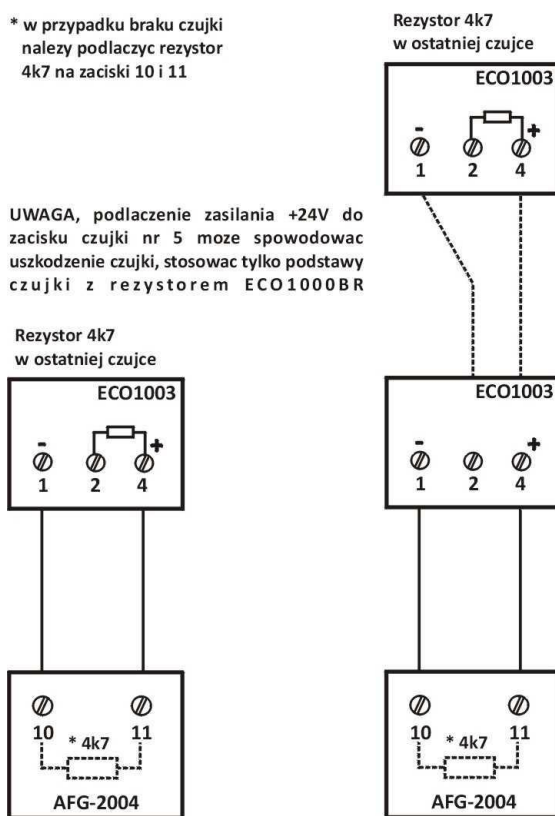 * w przypadku braku czujki
nalezy podlaczyc rezystor
4k7 na zaciski 10 i 11
UWAGA, podlaczenie zasilania +24V do
zacisku czujki nr 5 moze spowodowac
uszkodzenie czujki, stosowac tylko podstawy
czujki z rezystorem ECO1000BR
Rezystor 4k7
w ostatniej czujce
ECO1003
- +
1 2 4
10 11
* 4k7
AFG-2004
Rezystor 4k7
w ostatniej czujce
ECO1003
- +
1 2 4
ECO1003
- +
1 2 4
10 11
* 4k7
AFG-2004